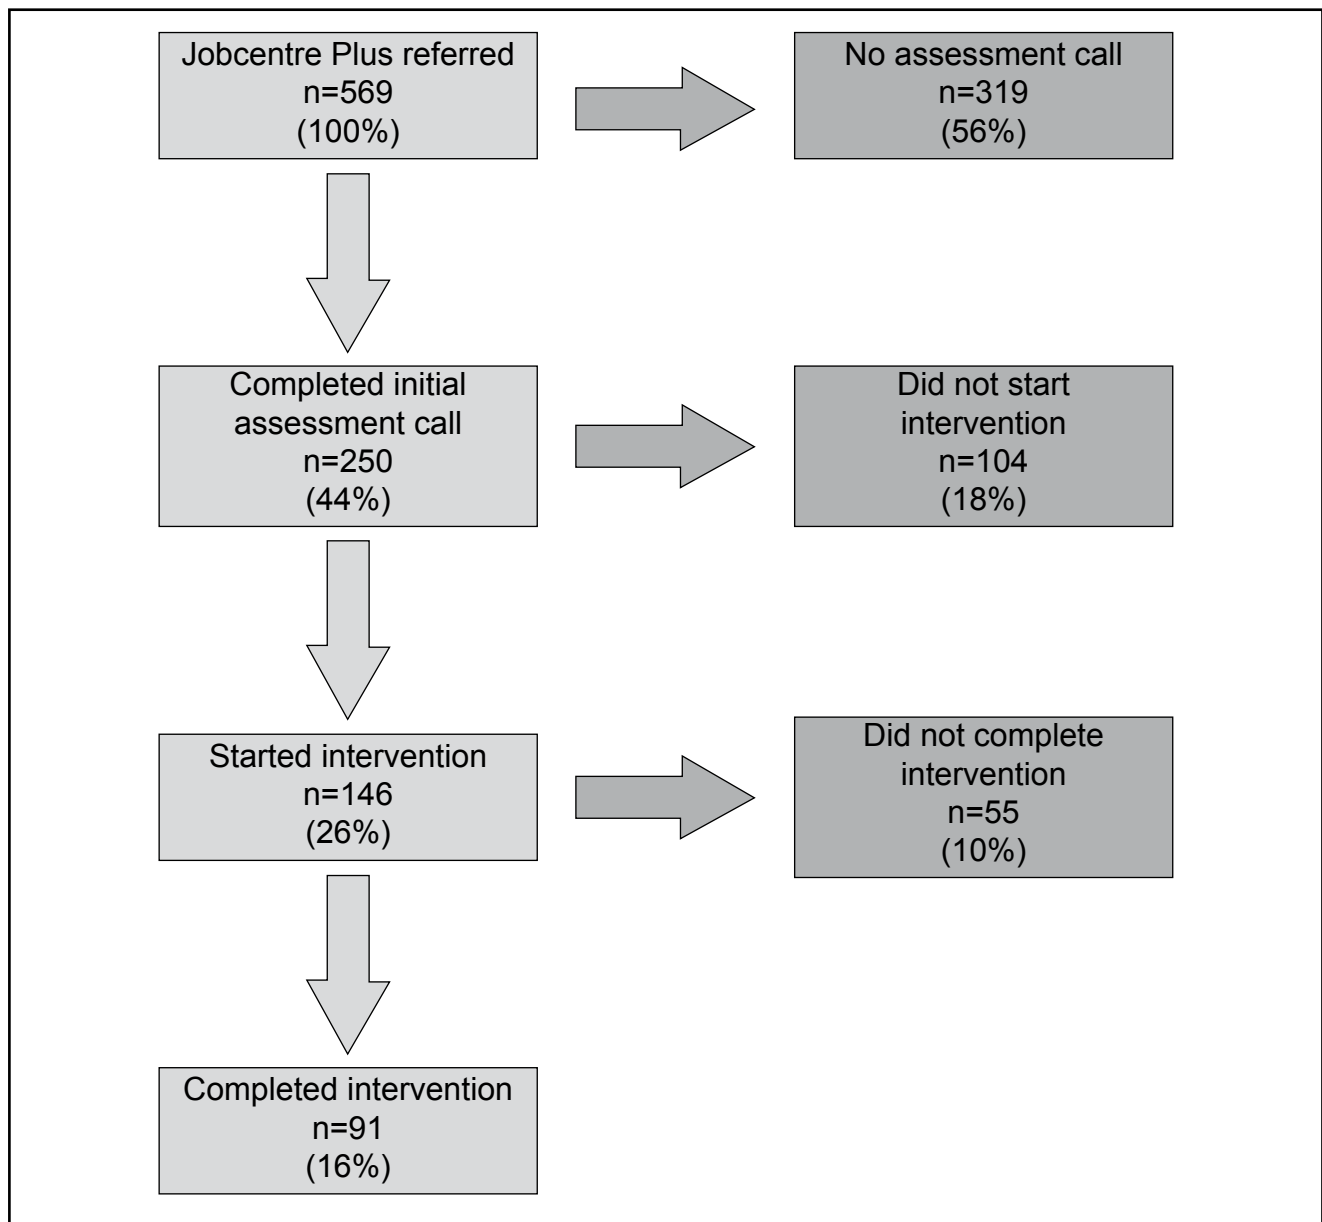 Jobcentre Plus referred
n=569
(100%)
No assessment call
n=319
(56%)
Completed initial
assessment call
n=250
(44%)
Did not start
intervention
n=104
(18%)
Started intervention
n=146
(26%)
Did not complete
intervention
n=55
(10%)
Completed intervention
n=91
(16%)